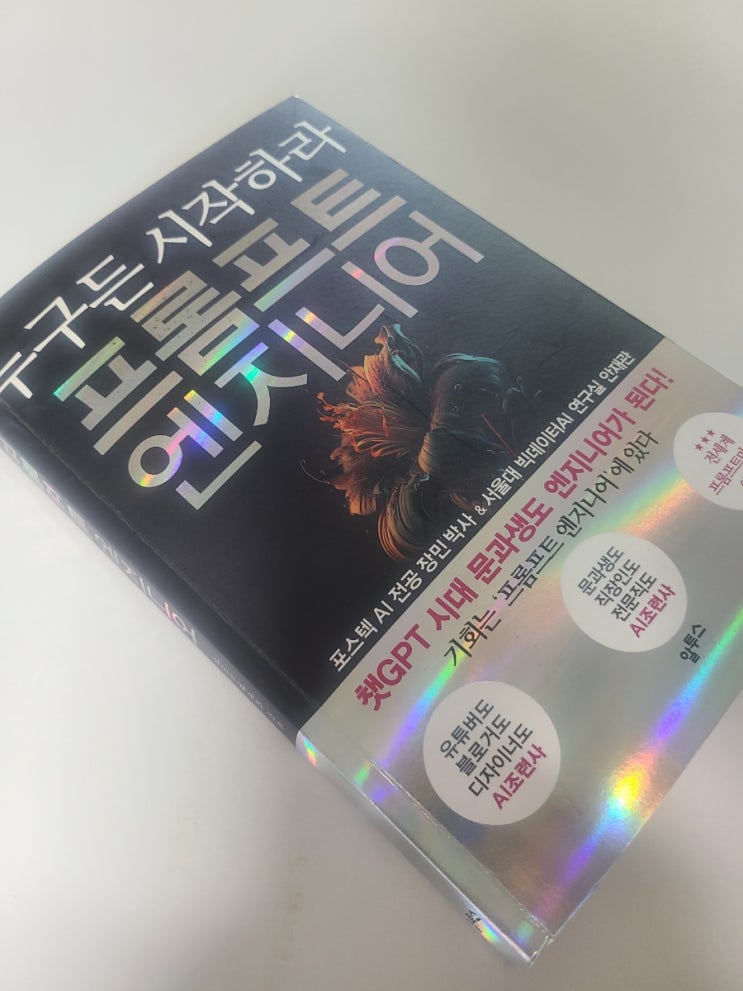 누구든 시작하라
프롬프트
엔지니어
포스텍 AI 전공 장민 박사 & 서울대 빅데이터AI 연구실 안재관
챗GPT 시대 문과생도 엔지니어가 된다!
기회는 '프롬프트 엔지니어'에 있다
★★★
전세계
유튜버도
블로거도
디자이너도
AI조련사
문과생도
직장인도
전문직도
AI조련사
알투스